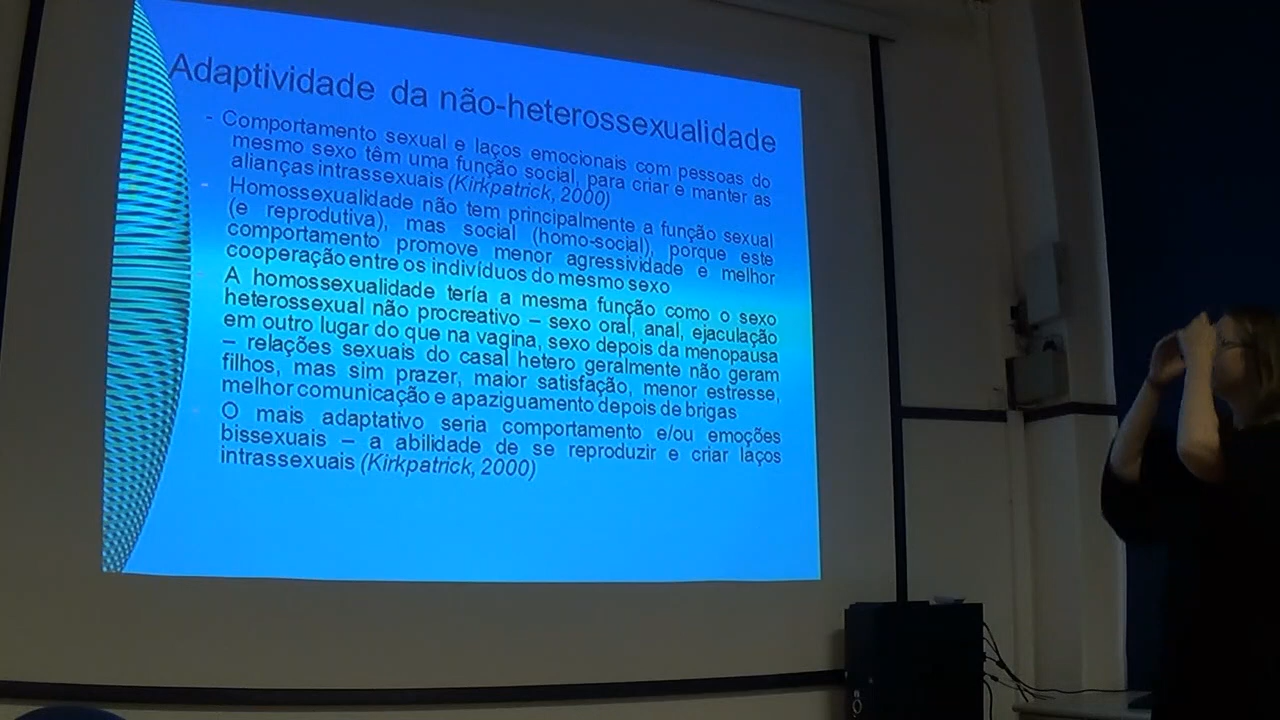 Adaptividade da não-heterossexualidade
- Comportamento sexual e laços emocionais com pessoas do
mesmo sexo têm uma função social, para criar e manter as
alianças intrassexuais (Kirkpatrick, 2000)
- Homossexualidade não tem principalmente a função sexual
(e reprodutiva), mas social (homo-social), porque este
comportamento promove menor agressividade e melhor
cooperação entre os indivíduos do mesmo sexo
- A homossexualidade tería a mesma função como o sexo
heterossexual não procreativo – sexo oral, anal, ejaculação
em outro lugar do que na vagina, sexo depois da menopausa
– relações sexuais do casal hetero geralmente não geram
filhos, mas sim prazer, maior satisfação, menor estresse,
melhor comunicação e apaziguamento depois de brigas
- O mais adaptativo seria comportamento e/ou emoções
bissexuais – a abilidade de se reproduzir e criar laços
intrassexuais (Kirkpatrick, 2000)